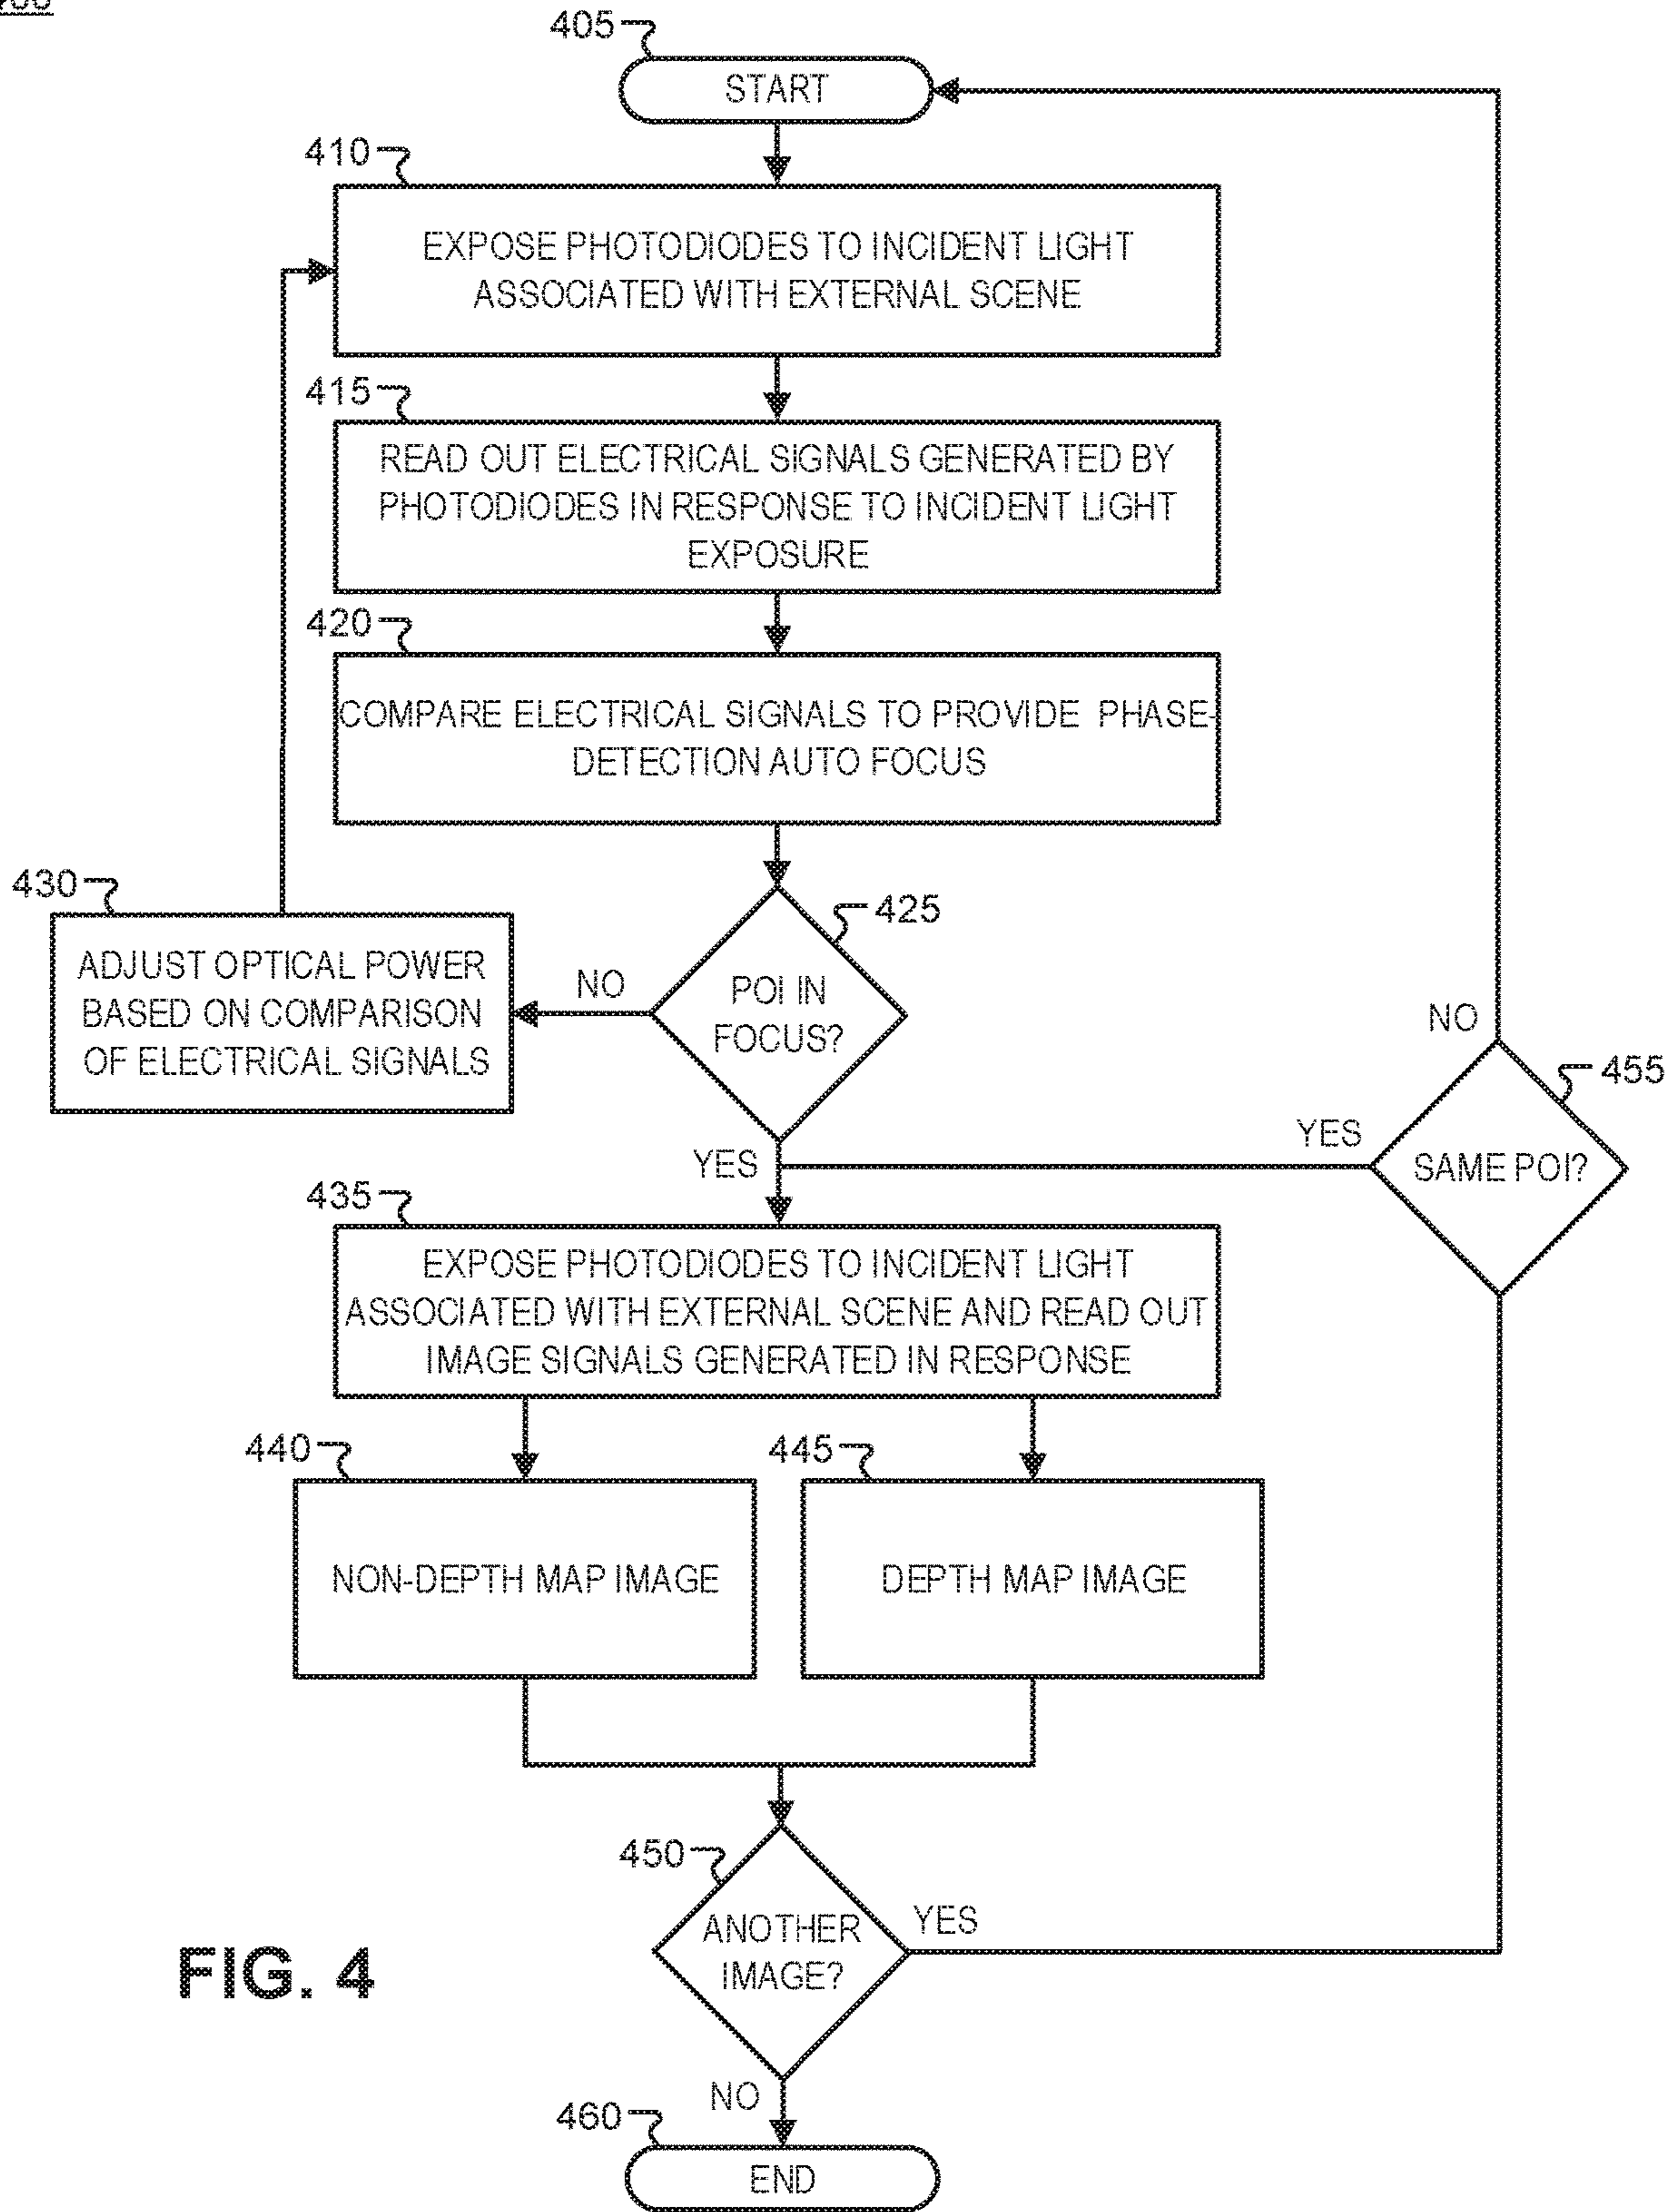 405
START
410
EXPOSE PHOTODIODES TO INCIDENT LIGHT
ASSOCIATED WITH EXTERNAL SCENE
415
READ OUT ELECTRICAL SIGNALS GENERATED BY
PHOTODIODES IN RESPONSE TO INCIDENT LIGHT
EXPOSURE
420
COMPARE ELECTRICAL SIGNALS TO PROVIDE PHASE-
DETECTION AUTO FOCUS
430
ADJUST OPTICAL POWER
BASED ON COMPARISON
OF ELECTRICAL SIGNALS
NO
425
POI IN
FOCUS?
NO
455
SAME POI?
YES
YES
435
EXPOSE PHOTODIODES TO INCIDENT LIGHT
ASSOCIATED WITH EXTERNAL SCENE AND READ OUT
IMAGE SIGNALS GENERATED IN RESPONSE
440
NON-DEPTH MAP IMAGE
445
DEPTH MAP IMAGE
450
ANOTHER
IMAGE?
YES
FIG. 4
NO
460
END